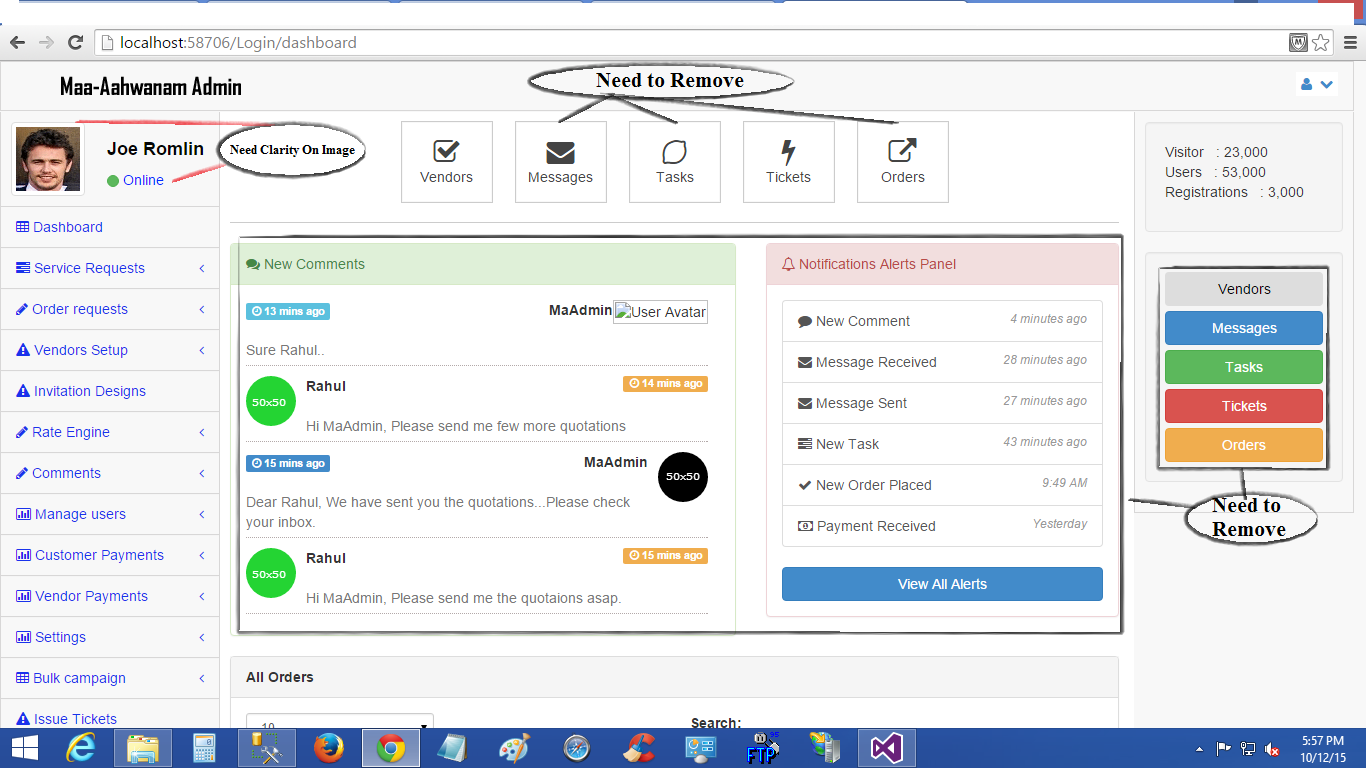 localhost:58706/Login/dashboard
Maa-Aahwanam Admin
Need to Remove
Joe Romlin
Online
Need Clarity On Image
Vendors
Messages
Tasks
Tickets
Orders
Visitor : 23,000
Users : 53,000
Registrations : 3,000
Dashboard
Service Requests
Order requests
Vendors Setup
Invitation Designs
Rate Engine
Comments
Manage users
Customer Payments
Vendor Payments
Settings
Bulk campaign
Issue Tickets
New Comments
13 mins ago
MaAdmin
User Avatar
Sure Rahul..
50x50
Rahul
14 mins ago
Hi MaAdmin, Please send me few more quotations
15 mins ago
MaAdmin
50x50
Dear Rahul, We have sent you the quotations...Please check
your inbox.
50x50
Rahul
15 mins ago
Hi MaAdmin, Please send me the quotaions asap.
Notifications Alerts Panel
New Comment 4 minutes ago
Message Received 28 minutes ago
Message Sent 27 minutes ago
New Task 43 minutes ago
New Order Placed 9:49 AM
Payment Received Yesterday
View All Alerts
Vendors
Messages
Tasks
Tickets
Orders
Need to
Remove
All Orders
10
Search:
FTP
95
5:57 PM
10/12/15